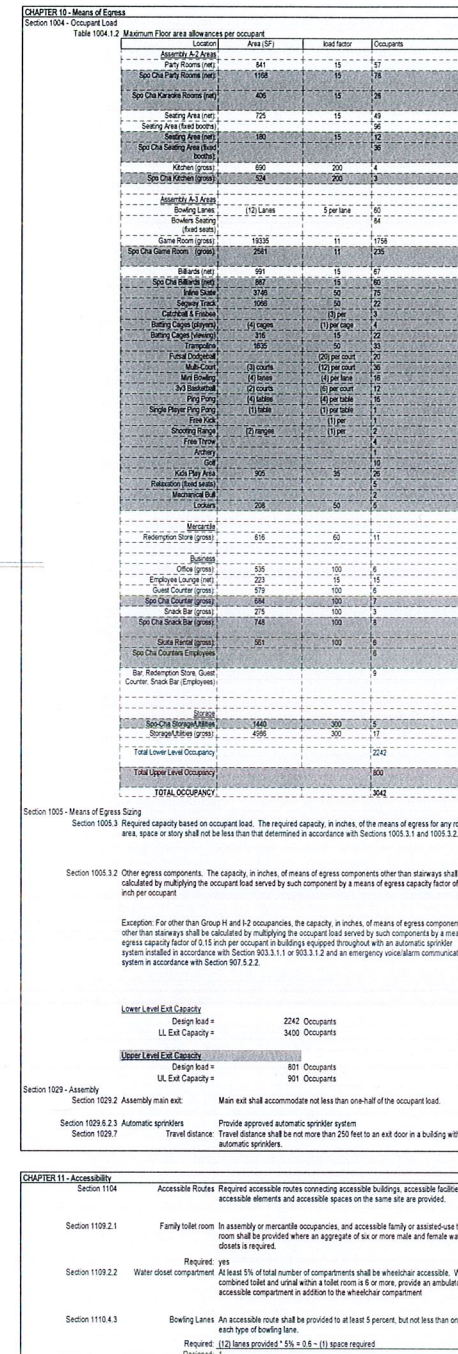 CHAPTER 10 - Means of Egress
Section 1004 - Occupant Load
Table 1004.1.2 Maximum Floor area allowances per occupant
Location Area (SF) load factor Occupants
Assembly A-2 Areas
Party Rooms (net): 841 15 57
Spo Cha Party Rooms (net): 1168 15 78
Spo Cha Karaoke Rooms (net) 406 15 28
Seating Area (net): 725 15 49
Seating Area (fixed booths) 96
Seating Area (net): 180 15 12
Spo Cha Seating Area (fixed 36
booths):
Kitchen (gross): 690 200 4
Spo Cha Kitchen (gross): 524 200 3
Assembly A-3 Areas
Bowling Lanes (12) Lanes 5 per lane 60
Bowlers Seating 84
(fixed seats)
Game Room (gross): 19335 11 1758
Spo Cha Game Room (gross): 2581 11 235
Billiards (net): 991 15 67
Spo Cha Billiards (net): 887 15 60
Inline Skate 3746 50 75
Segway Track 1066 50 22
Catchball & Frisbee (3) per 3
Batting Cages (players) (4) cages (1) per cage 4
Batting Cages (viewing) 316 15 22
Trampoline 1635 50 33
Futsal Dodgeball (20) per court 20
Multi-Court (3) courts (12) per court 36
Mini Bowling (4) lanes (4) per lane 16
3v3 Basketball (2) courts (6) per court 12
Ping Pong (4) tables (4) per table 16
Single Player Ping Pong (1) table (1) per table 1
Free Kick (1) per 1
Shooting Range (2) ranges (1) per 2
Free Throw 4
Archery 1
Golf 16
Kids Play Area 905 35 26
Relaxation (fixed seats) 5
Mechanical Bull 2
Lockers 208 50 5
Mercantile
Redemption Store (gross): 616 60 11
Business
Office (gross): 535 100 6
Employee Lounge (net): 223 15 15
Guest Counter (gross): 579 100 6
Spo Cha Counter (gross): 684 100 7
Snack Bar (gross): 275 100 3
Spo Cha Snack Bar (gross): 748 100 8
Skate Rental (gross): 561 100 6
Spo Cha Counters Employees 6
Bar, Redemption Store, Guest 9
Counter, Snack Bar (Employees)
Storage
Spo-Cha Storage/Utilities 1440 300 5
Storage/Utilities (gross): 4986 300 17
Total Lower Level Occupancy 2242
Total Upper Level Occupancy 800
TOTAL OCCUPANCY 3042
Section 1005 - Means of Egress Sizing
Section 1005.3 Required capacity based on occupant load. The required capacity, in inches, of the means of egress for any ro
area, space or story shall not be less than that determined in accordance with Sections 1005.3.1 and 1005.3.2.
Section 1005.3.2 Other egress components. The capacity, in inches, of means of egress components other than stairways shall
calculated by multiplying the occupant load served by such component by a means of egress capacity factor of
inch per occupant
Exception: For other than Group H and I-2 occupancies, the capacity, in inches, of means of egress componen
other than stairways shall be calculated by multiplying the occupant load served by such components by a mea
egress capacity factor of 0.15 inch per occupant in buildings equipped throughout with an automatic sprinkler
system installed in accordance with Section 903.3.1.1 or 903.3.1.2 and an emergency voice/alarm communicat
system in accordance with Section 907.5.2.2.
Lower Level Exit Capacity
Design load = 2242 Occupants
LL Exit Capacity = 3400 Occupants
Upper Level Exit Capacity
Design load = 801 Occupants
UL Exit Capacity = 901 Occupants
Section 1029 - Assembly
Section 1029.2 Assembly main exit: Main exit shall accommodate not less than one-half of the occupant load.
Section 1029.6.2.3 Automatic sprinklers Provide approved automatic sprinkler system
Section 1029.7 Travel distance: Travel distance shall be not more than 250 feet to an exit door in a building with
automatic sprinklers.
CHAPTER 11 - Accessibility
Section 1104 Accessible Routes Required accessible routes connecting accessible buildings, accessible facilitie
accessible elements and accessible spaces on the same site are provided.
Section 1109.2.1 Family toilet room In assembly or mercantile occupancies, and accessible family or assisted-use t
room shall be provided where an aggregate of six or more male and female wa
closets is required.
Required: yes
Section 1109.2.2 Water closet compartment At least 5% of total number of compartments shall be wheelchair accessible. W
combined toilet and urinal within a toilet room is 6 or more, provide an ambulato
accessible compartment in addition to the wheelchair compartment
Section 1110.4.3 Bowling Lanes An accessible route shall be provided to at least 5 percent, but not less than on
each type of bowling lane.
Required: (12) lanes provided * 5% = 0.6 ~ (1) space required